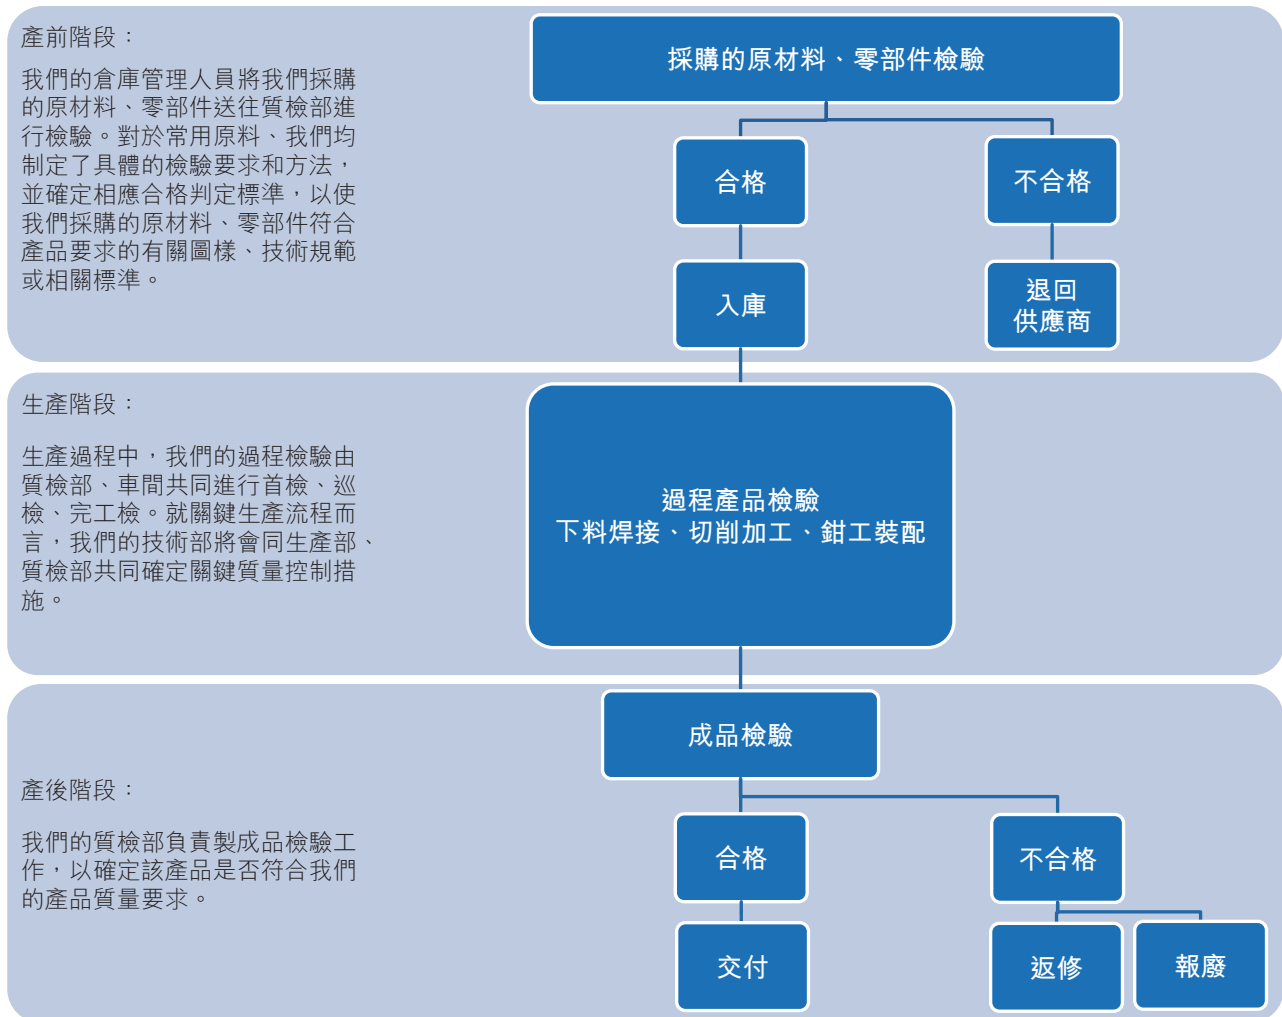 產前階段：
我們的倉庫管理人員將我們採購
的原材料、零部件送往質檢部進
行檢驗。對於常用原料、我們均
制定了具體的檢驗要求和方法，
並確定相應合格判定標準，以使
我們採購的原材料、零部件符合
產品要求的有關圖樣、技術規範
或相關標準。
採購的原材料、零部件檢驗
合格
不合格
入庫
退回
供應商
生產階段：
生產過程中，我們的過程檢驗由
質檢部、車間共同進行首檢、巡
檢、完工檢。就關鍵生產流程而
言，我們的技術部將會同生產部、
質檢部共同確定關鍵質量控制措
施。
過程產品檢驗
下料焊接、切削加工、鉗工裝配
產後階段：
我們的質檢部負責製成品檢驗工
作，以確定該產品是否符合我們
的產品質量要求。
成品檢驗
合格
不合格
交付
返修
報廢